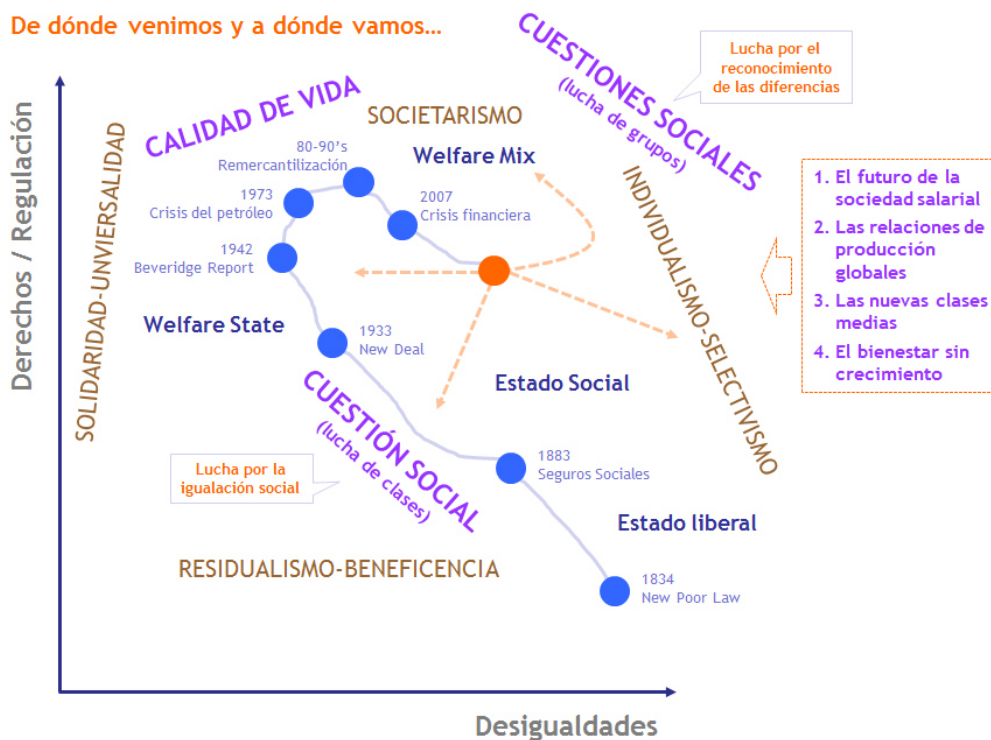 De dónde venimos y a dónde vamos…
CUESTIONES SOCIALES
(lucha de grupos)
Lucha por el
reconocimiento
de las diferencias
CALIDAD DE VIDA
SOCIETARISMO
80-90’s
Remercantilización
Welfare Mix
1973
Crisis del petróleo
2007
Crisis financiera
1942
Beveridge Report
Welfare State
1933
New Deal
Derechos / Regulación
SOLIDARIDAD-UNVIERSALIDAD
INDIVIDUALISMO-SELECTIVISMO
1. El futuro de la
sociedad salarial
2. Las relaciones de
producción
globales
3. Las nuevas clases
medias
4. El bienestar sin
crecimiento
Estado Social
CUESTIÓN SOCIAL
(lucha de clases)
Lucha por la
igualación social
1883
Seguros Sociales
Estado liberal
RESIDUALISMO-BENEFICENCIA
1834
New Poor Law
Desigualdades